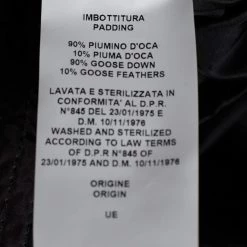 IMBOTTITURA
PADDING
90% PIUMINO D'OCA
10% PIUMA D'OCA
90% GOOSE DOWN
10% GOOSE FEATHERS
LAVATA E STERILIZZATA IN
CONFORMITA' AL D.P.R.
N°845 DEL 23/01/1975 E
D.M. 10/11/1976
WASHED AND STERILIZED
ACCORDING TO LAW TERMS
OF D.P.R N°845 OF
23/01/1975 AND D.M. 10/11/1976
ORIGINE
ORIGIN
UE